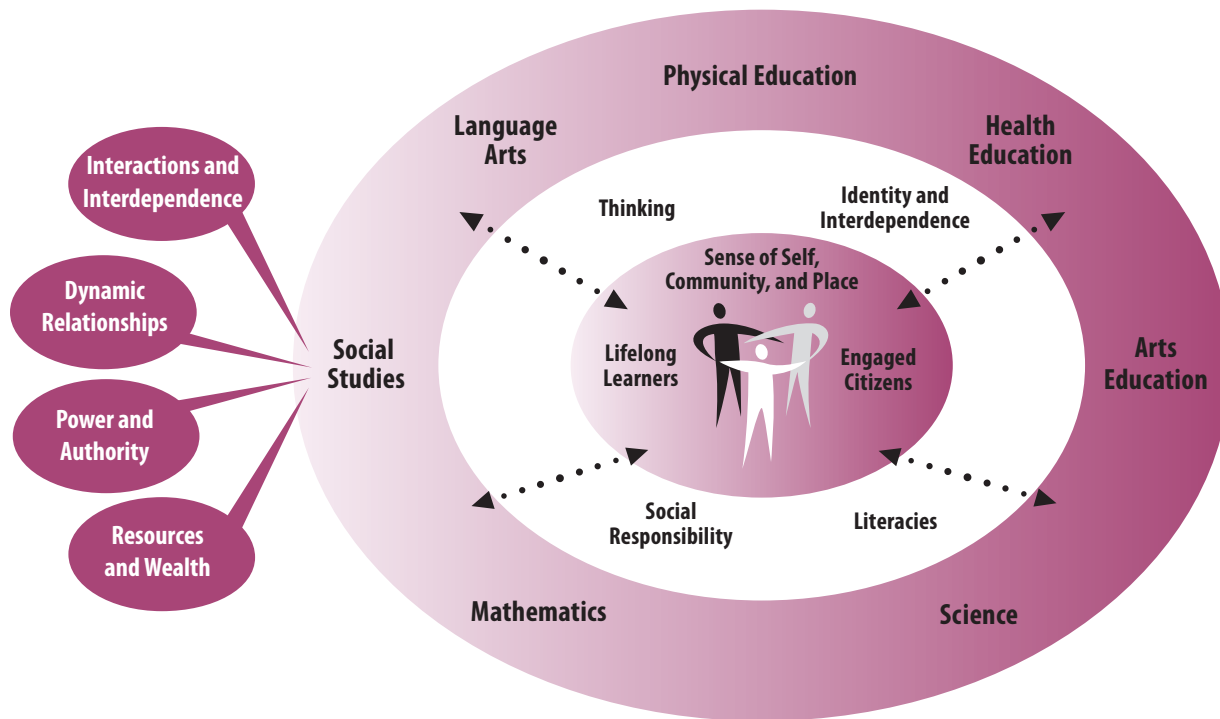 Physical Education
Language
Arts
Health
Education
Interactions and
Interdependence
Thinking
Identity and
Interdependence
Sense of Self,
Community, and Place
Dynamic
Relationships
Social
Studies
Lifelong
Learners
Engaged
Citizens
Arts
Education
Power and
Authority
Social
Responsibility
Literacies
Resources
and Wealth
Mathematics
Science